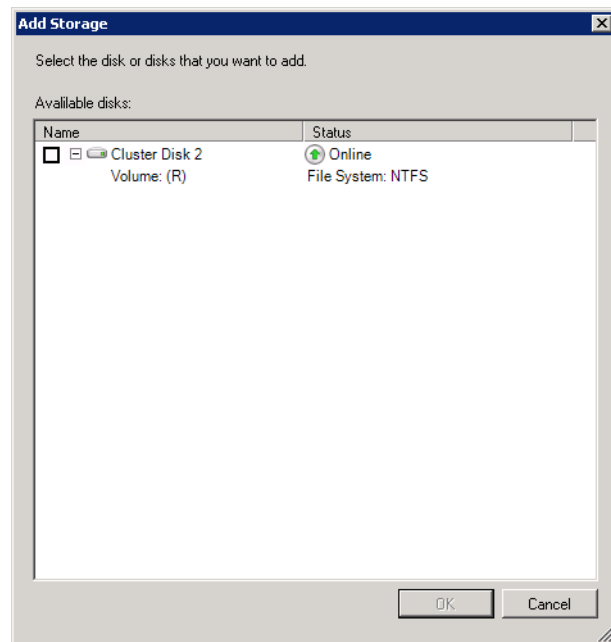 Add Storage
Select the disk or disks that you want to add.
Avalilable disks:
Name Status
Cluster Disk 2 Online
Volume: (R) File System: NTFS
OK Cancel